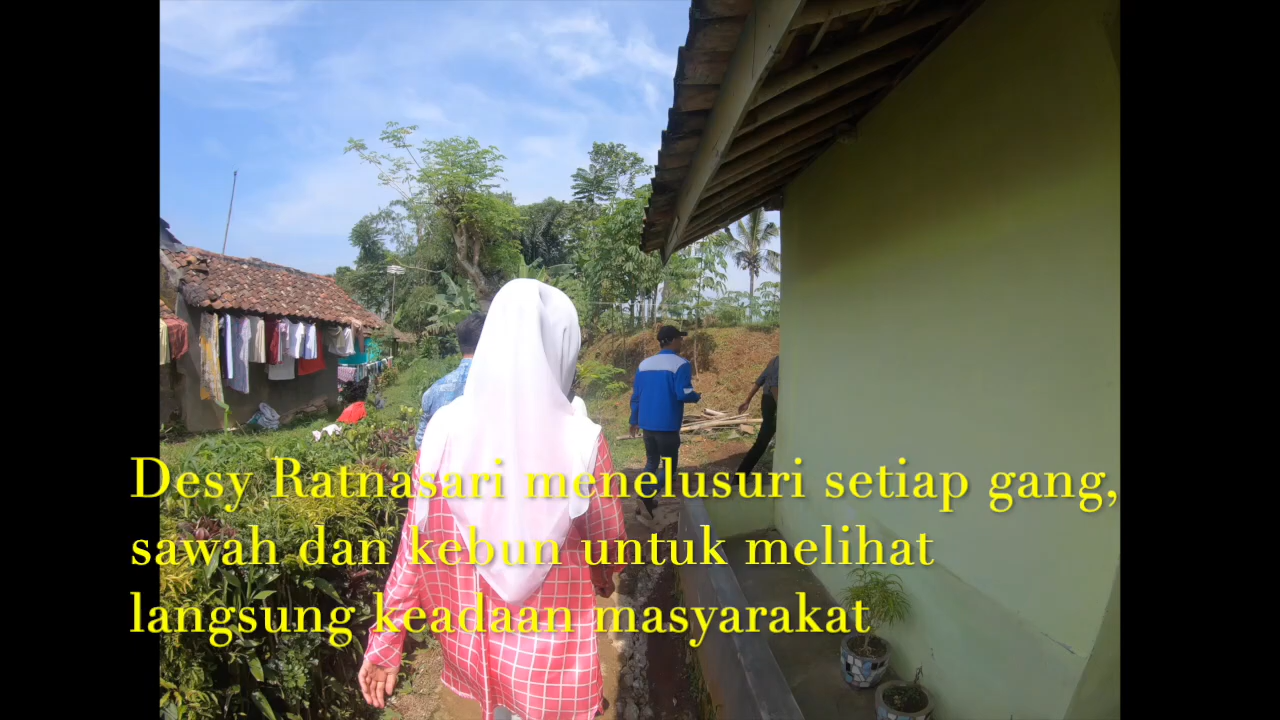 Desy Ratnasari menelusuri setiap gang,
sawah dan kebun untuk melihat
langsung keadaan masyarakat